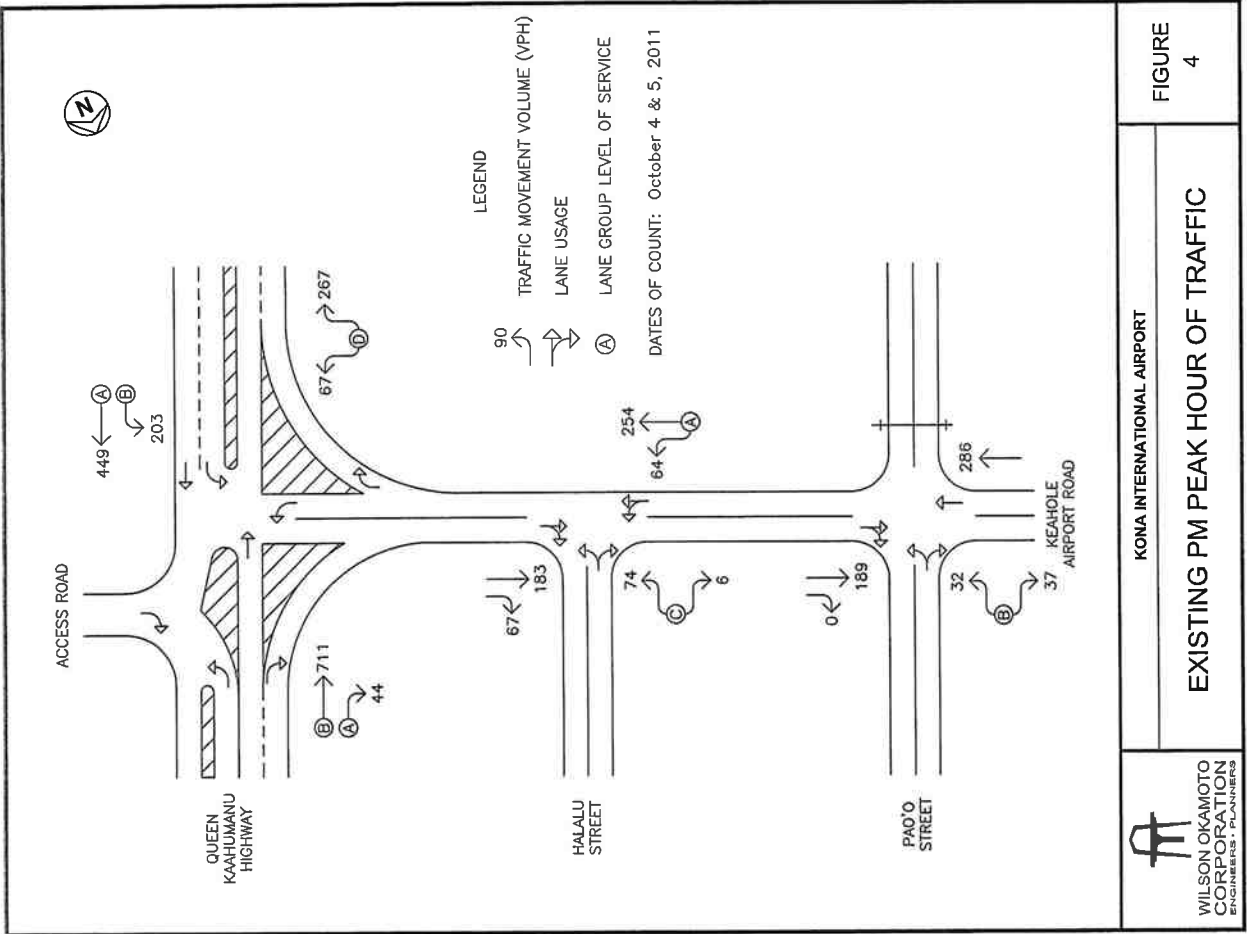 N
ACCESS ROAD
449
A
B
203
QUEEN
KAAHUMANU
HIGHWAY
B
711
A
44
67
267
D
LEGEND
90
TRAFFIC MOVEMENT VOLUME (VPH)
LANE USAGE
A
LANE GROUP LEVEL OF SERVICE
DATES OF COUNT: October 4 & 5, 2011
67
183
254
64
A
HALALU
STREET
74
C
6
0
189
286
PAO'O
STREET
32
B
37
KEAHOLE
AIRPORT ROAD
WILSON OKAMOTO
CORPORATION
ENGINEERS · PLANNERS
KONA INTERNATIONAL AIRPORT
EXISTING PM PEAK HOUR OF TRAFFIC
FIGURE
4